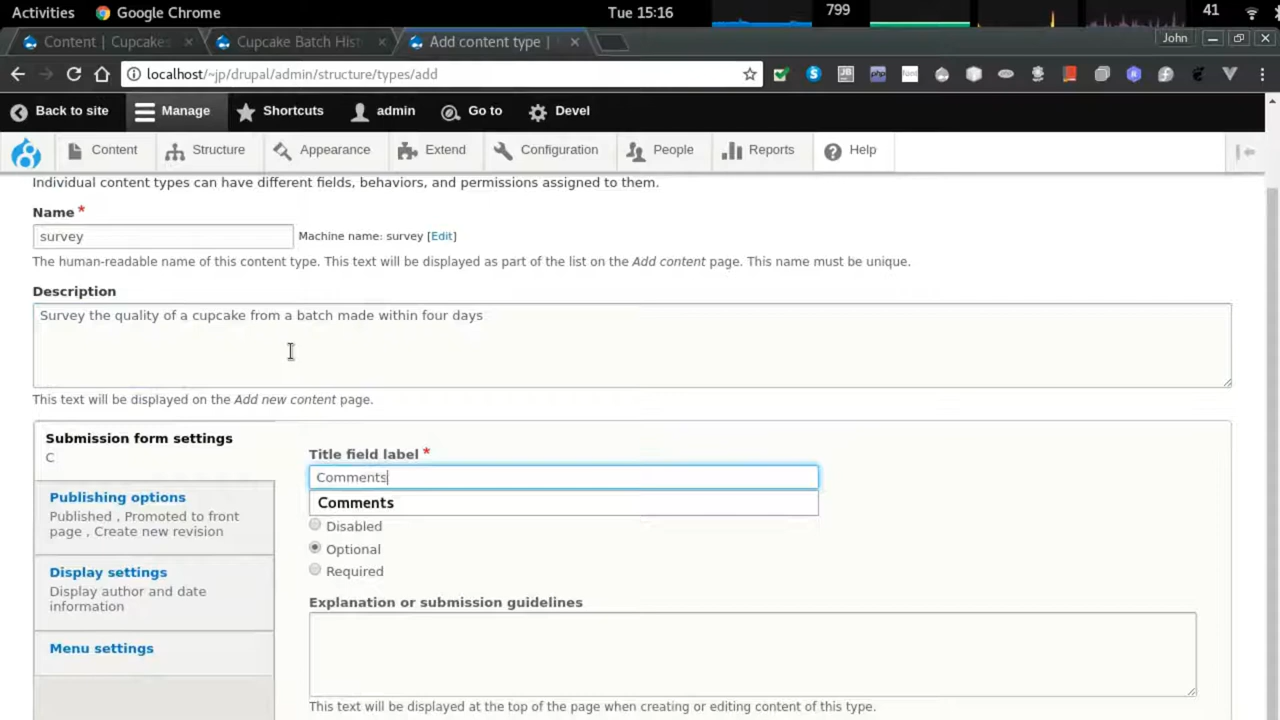 Activities Google Chrome Tue 15:16 799 41
Content | Cupcakes Cupcake Batch Hist Add content type | John
localhost/~jp/drupal/admin/structure/types/add
Back to site Manage Shortcuts admin Go to Devel
Content Structure Appearance Extend Configuration People Reports Help
Individual content types can have different fields, behaviors, and permissions assigned to them.
Name *
survey Machine name: survey [Edit]
The human-readable name of this content type. This text will be displayed as part of the list on the Add content page. This name must be unique.
Description
Survey the quality of a cupcake from a batch made within four days
This text will be displayed on the Add new content page.
Submission form settings
C
Publishing options
Published , Promoted to front
page , Create new revision
Display settings
Display author and date
information
Menu settings
Title field label *
Comments
Comments
Disabled
Optional
Required
Explanation or submission guidelines
This text will be displayed at the top of the page when creating or editing content of this type.